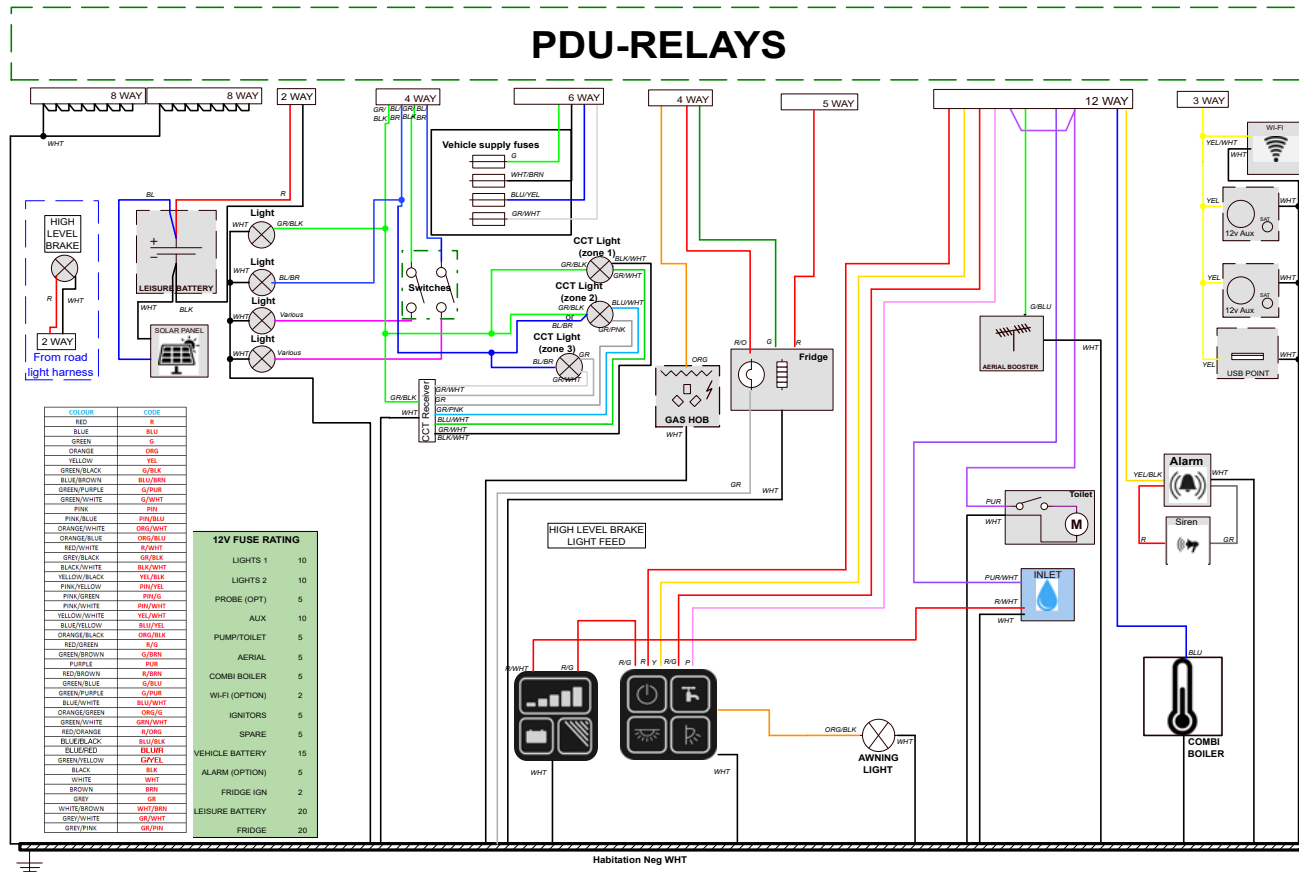 PDU-RELAYS
8 WAY
8 WAY
2 WAY
4 WAY
6 WAY
4 WAY
5 WAY
12 WAY
3 WAY
GR/
BLK
BL/
BR
GR/
BLK
BL/
BR
WHT
BL
R
Vehicle supply fuses
G
WHT/BRN
BLU/YEL
GR/WHT
YEL/WHT
WHT
WI-FI
HIGH
LEVEL
BRAKE
R
WHT
2 WAY
From road
light harness
+
LEISURE BATTERY
WHT
BLK
SOLAR PANEL
Light
WHT
GR/BLK
Light
WHT
BL/BR
Light
WHT
Various
Light
WHT
Various
Switches
CCT Light
(zone 1)
GR/BLK
BLK/WHT
GR/WHT
CCT Light
(zone 2)
GR/BLK
or
BL/BR
BLU/WHT
GR/PNK
CCT Light
(zone 3)
BL/BR
GR
GR/WHT
CCT Receiver
GR/BLK
WHT
GR/WHT
GR
GR/PNK
BLU/WHT
GR/WHT
BLK/WHT
ORG
GAS HOB
WHT
R/O
G
R
Fridge
GR
WHT
G/BLU
AERIAL BOOSTER
WHT
YEL
SAT
12v Aux
WHT
YEL
SAT
12v Aux
WHT
YEL
USB POINT
WHT
Alarm
YEL/BLK
WHT
Siren
R
GR
Toilet
PUR
WHT
M
INLET
PUR/WHT
R/WHT
WHT
HIGH LEVEL BRAKE
LIGHT FEED
R/WHT
R/G
R/G
R
Y
R/G
P
WHT
WHT
ORG/BLK
WHT
AWNING
LIGHT
BLU
COMBI
BOILER
COLOUR CODE
RED R
BLUE BLU
GREEN G
ORANGE ORG
YELLOW YEL
GREEN/BLACK G/BLK
BLUE/BROWN BLU/BRN
GREEN/PURPLE G/PUR
GREEN/WHITE G/WHT
PINK PIN
PINK/BLUE PIN/BLU
ORANGE/WHITE ORG/WHT
ORANGE/BLUE ORG/BLU
RED/WHITE R/WHT
GREY/BLACK GR/BLK
BLACK/WHITE BLK/WHT
YELLOW/BLACK YEL/BLK
PINK/YELLOW PIN/YEL
PINK/GREEN PIN/G
PINK/WHITE PIN/WHT
YELLOW/WHITE YEL/WHT
BLUE/YELLOW BLU/YEL
ORANGE/BLACK ORG/BLK
RED/GREEN R/G
GREEN/BROWN G/BRN
PURPLE PUR
RED/BROWN R/BRN
GREEN/BLUE G/BLU
GREEN/PURPLE G/PUR
BLUE/WHITE BLU/WHT
ORANGE/GREEN ORG/G
GREEN/WHITE GRN/WHT
RED/ORANGE R/ORG
BLUE/BLACK BLU/BLK
BLUE/RED BLU/R
GREEN/YELLOW G/YEL
BLACK BLK
WHITE WHT
BROWN BRN
GREY GR
WHITE/BROWN WHT/BRN
GREY/WHITE GR/WHT
GREY/PINK GR/PIN
12V FUSE RATING
LIGHTS 1 10
LIGHTS 2 10
PROBE (OPT) 5
AUX 10
PUMP/TOILET 5
AERIAL 5
COMBI BOILER 5
WI-FI (OPTION) 2
IGNITORS 5
SPARE 5
VEHICLE BATTERY 15
ALARM (OPTION) 5
FRIDGE IGN 2
LEISURE BATTERY 20
FRIDGE 20
Habitation Neg WHT